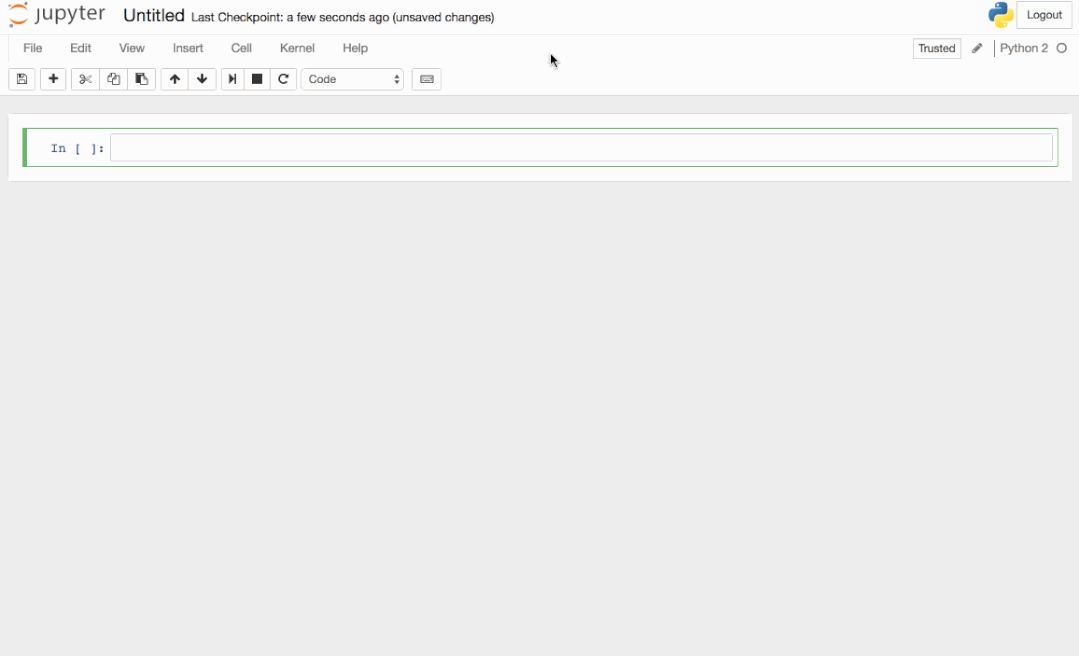 jupyter Untitled Last Checkpoint: a few seconds ago (unsaved changes) Logout
File Edit View Insert Cell Kernel Help Trusted Python 2
Code
In [ ]: